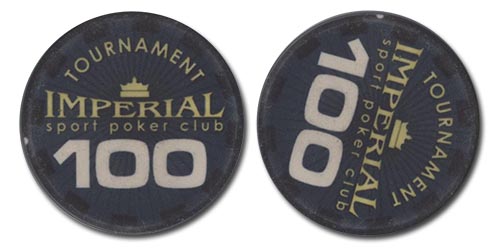 TOURNAMENT
IMPERIAL
sport poker club
100
TOURNAMENT
IMPERIAL
sport poker club
100